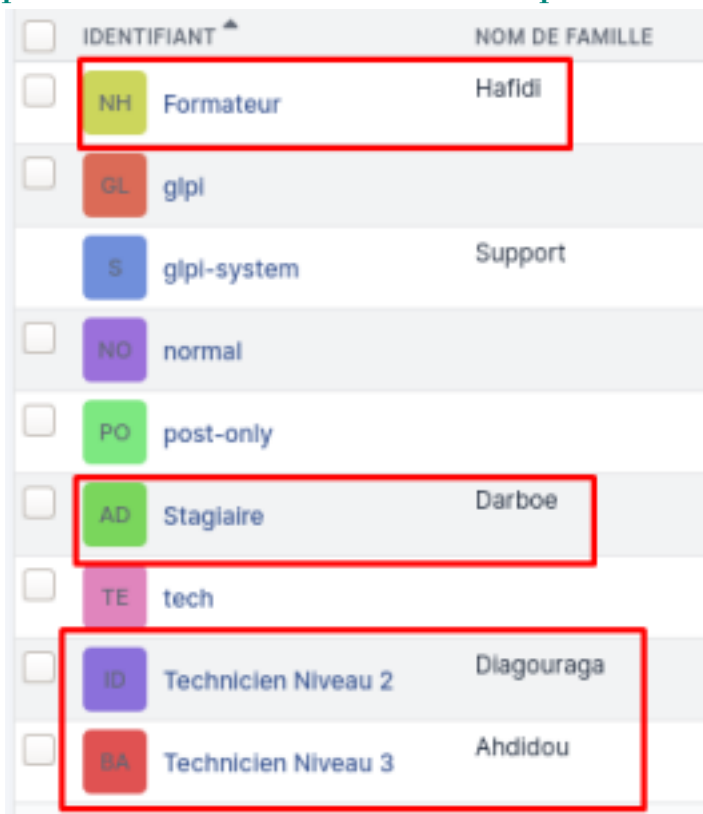 IDENTIFIANT NOM DE FAMILLE
NH Formateur Hafidi
GL glpi
S glpi-system Support
NO normal
PO post-only
AD Stagiaire Darboe
TE tech
ID Technicien Niveau 2 Diagouraga
BA Technicien Niveau 3 Ahdidou